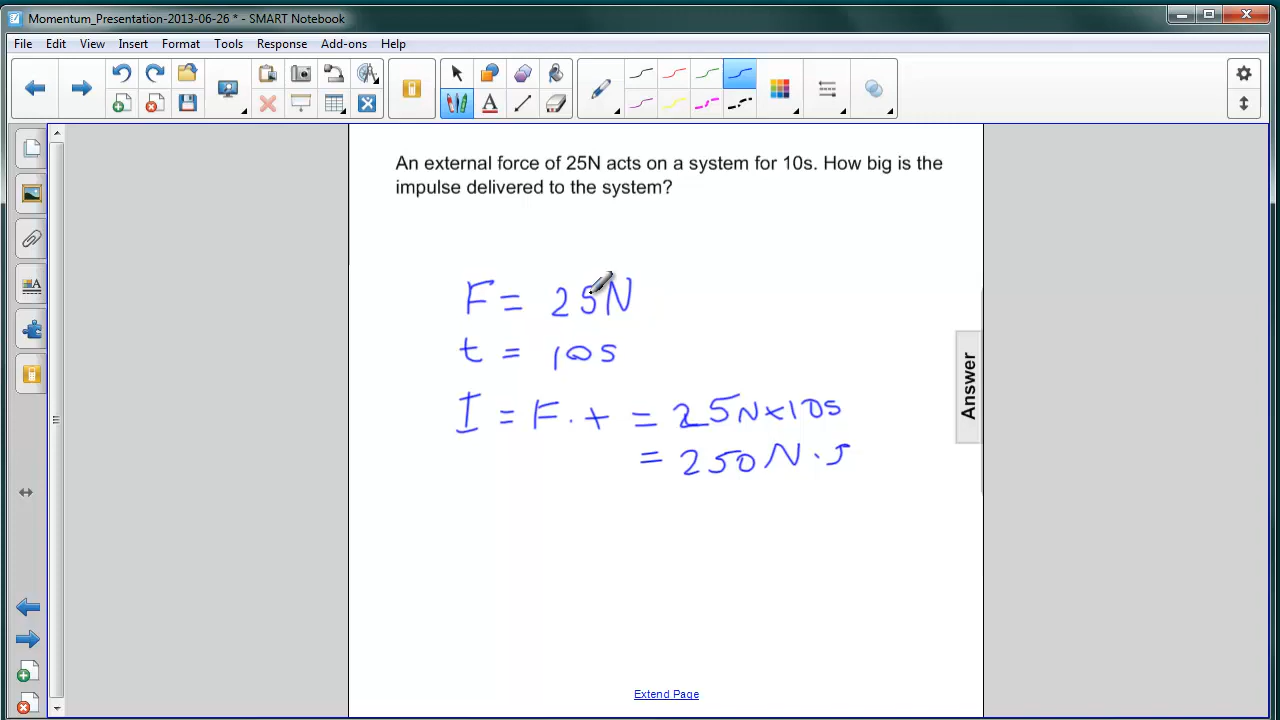 Momentum_Presentation-2013-06-26 * - SMART Notebook
File Edit View Insert Format Tools Response Add-ons Help
An external force of 25N acts on a system for 10s. How big is the
impulse delivered to the system?
F = 25N
t = 10s
I = F . t = 25N x 10s
= 250 N . s
Answer
Extend Page